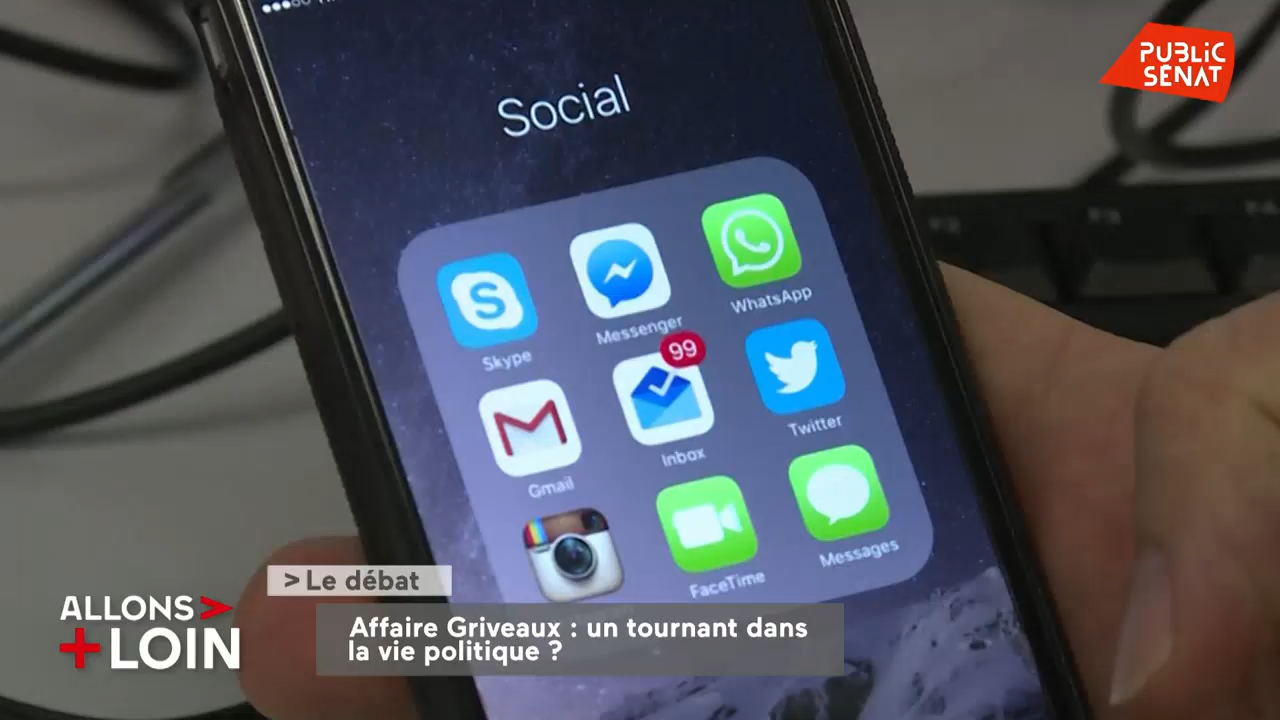 PUBLIC
SÉNAT
Social
Skype
Messenger
WhatsApp
99
Gmail
Inbox
Twitter
FaceTime
Messages
> Le débat
ALLONS>
+LOIN
Affaire Griveaux : un tournant dans
la vie politique ?
F3